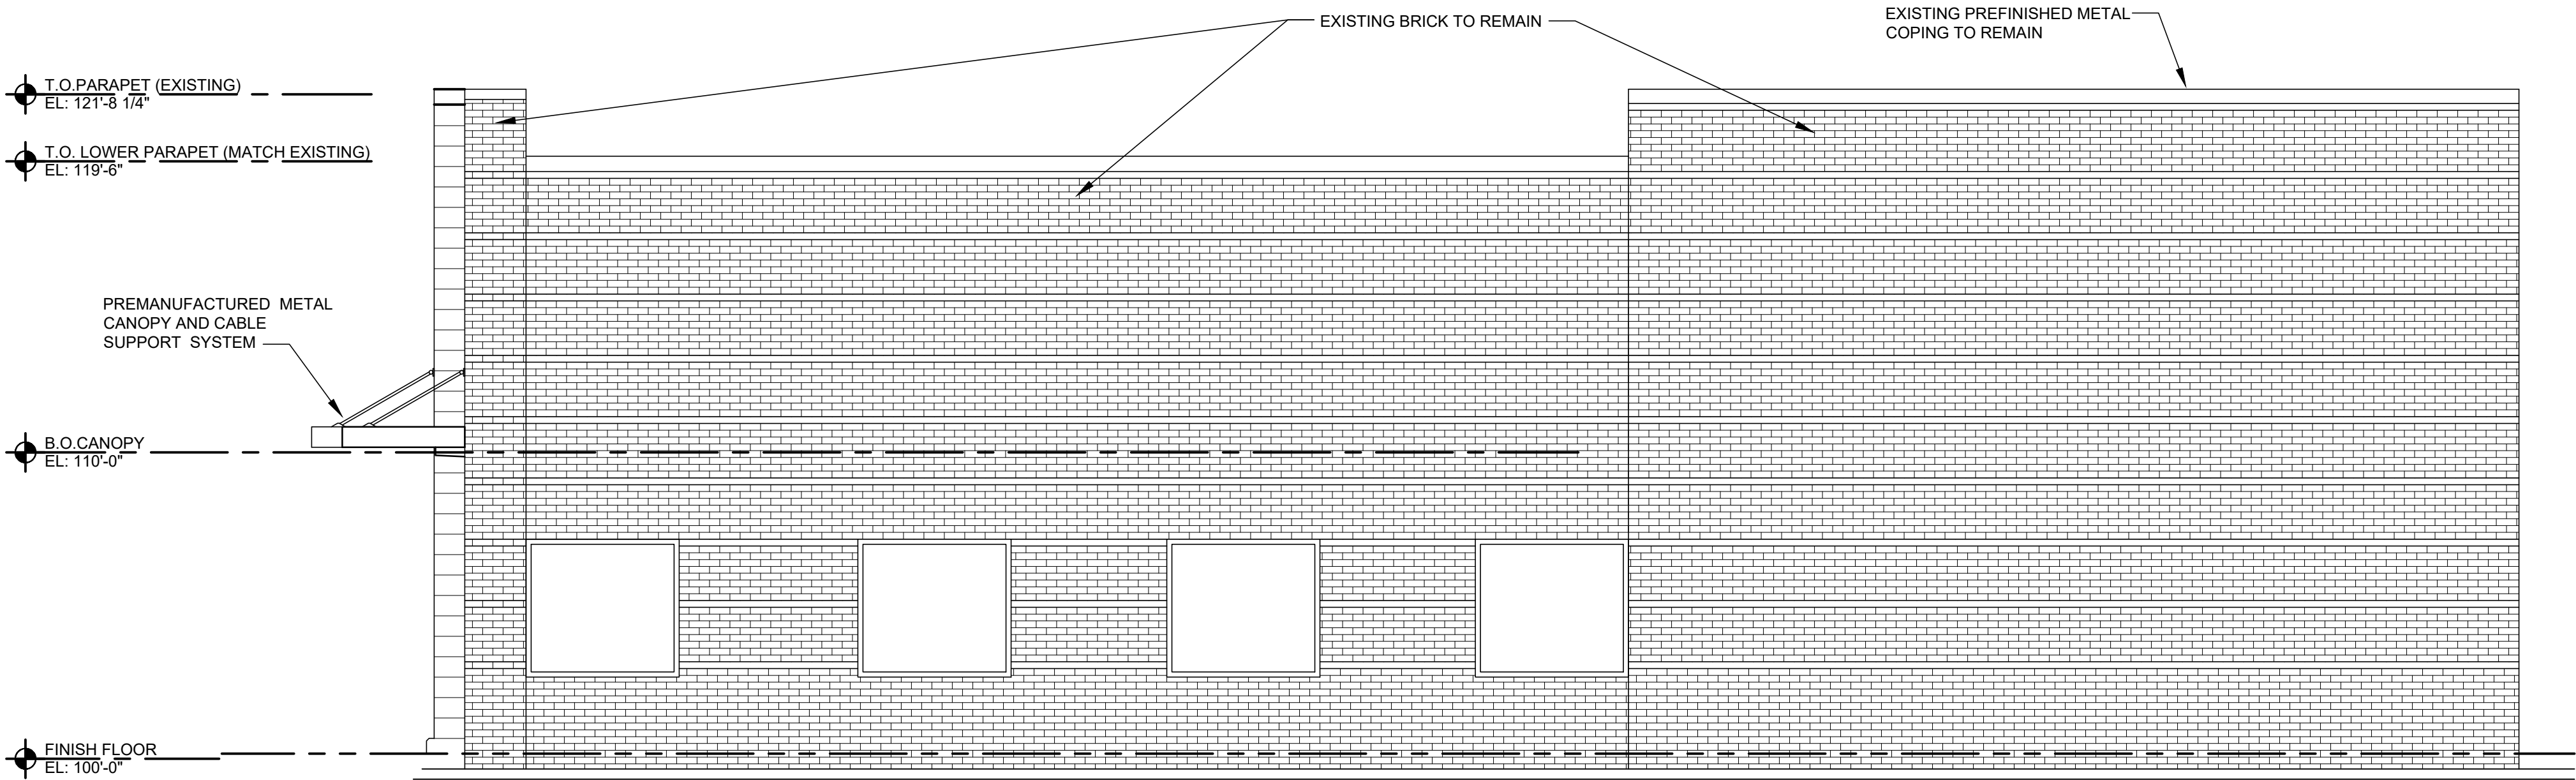 EXISTING BRICK TO REMAIN
EXISTING PREFINISHED METAL
COPING TO REMAIN
T.O.PARAPET (EXISTING)
EL: 121'-8 1/4"
T.O. LOWER PARAPET (MATCH EXISTING)
EL: 119'-6"
PREMANUFACTURED METAL
CANOPY AND CABLE
SUPPORT SYSTEM
B.O.CANOPY
EL: 110'-0"
FINISH FLOOR
EL: 100'-0"